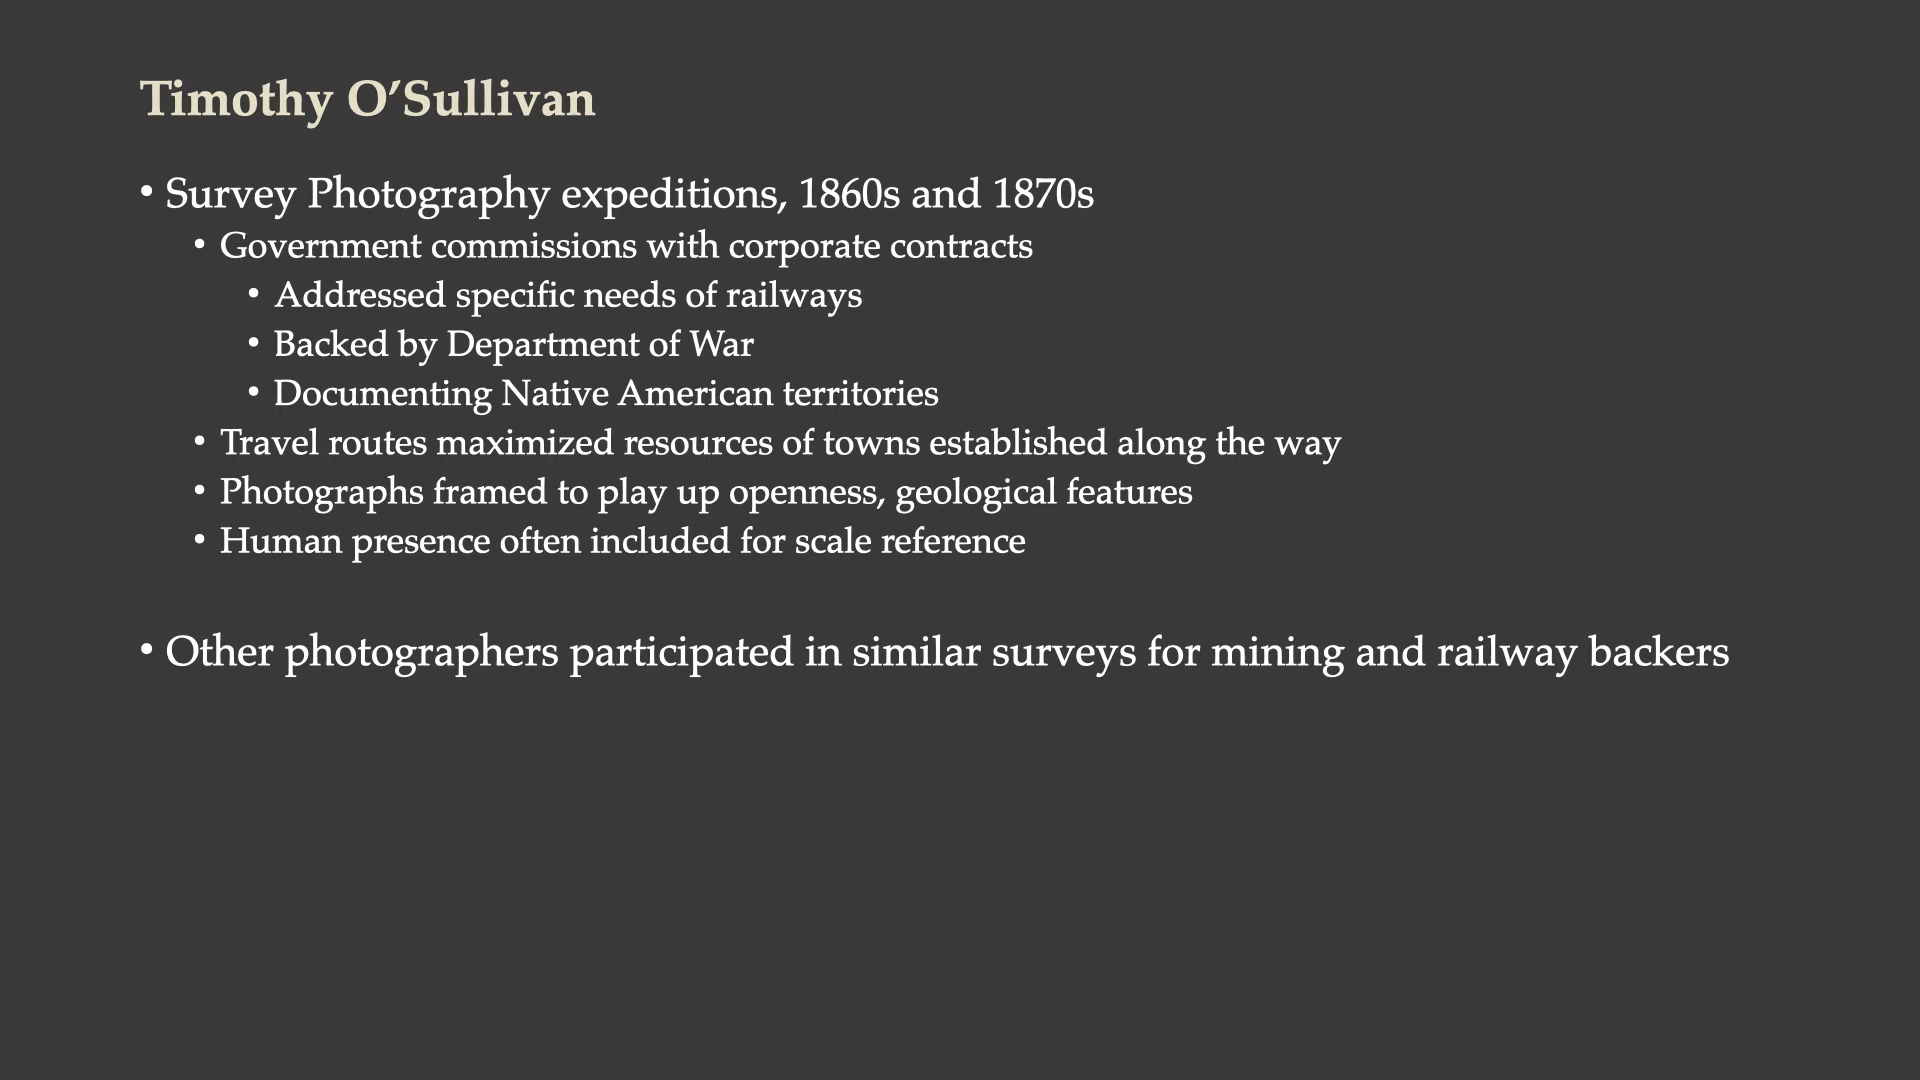 Timothy O’Sullivan
• Survey Photography expeditions, 1860s and 1870s
• Government commissions with corporate contracts
• Addressed specific needs of railways
• Backed by Department of War
• Documenting Native American territories
• Travel routes maximized resources of towns established along the way
• Photographs framed to play up openness, geological features
• Human presence often included for scale reference
• Other photographers participated in similar surveys for mining and railway backers